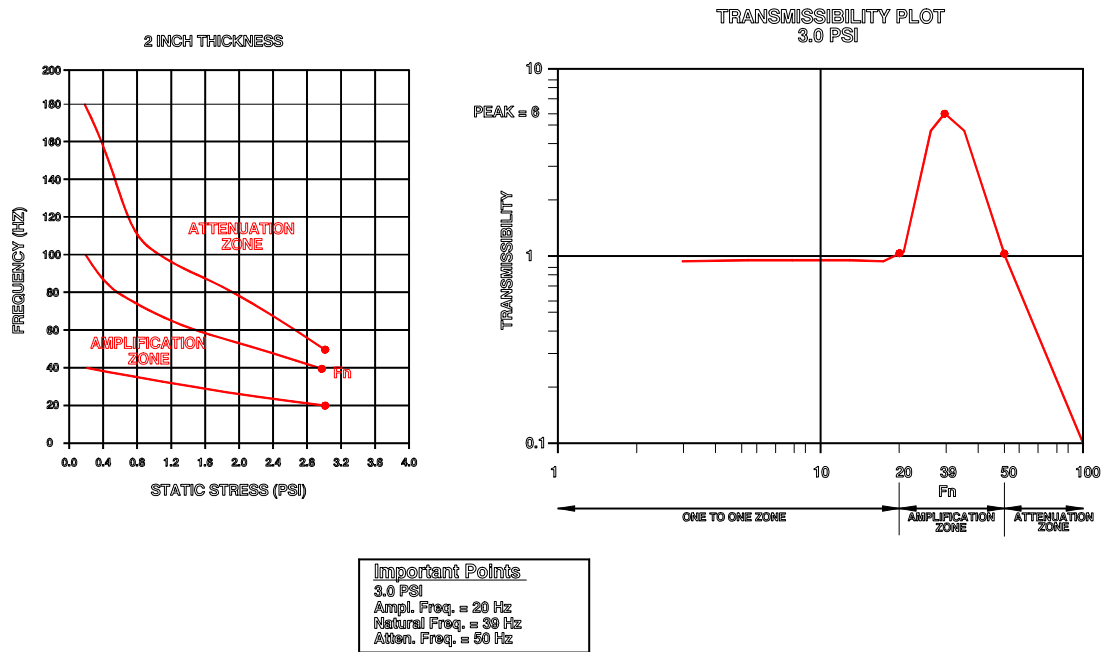 2 INCH THICKNESS
FREQUENCY (HZ)
200
180
160
140
120
100
80
60
40
20
0
0.0 0.4 0.8 1.2 1.6 2.0 2.4 2.8 3.2 3.6 4.0
STATIC STRESS (PSI)
ATTENUATION
ZONE
AMPLIFICATION
ZONE
Fn
TRANSMISSIBILITY PLOT
3.0 PSI
TRANSMISSIBILITY
10
PEAK = 6
1
0.1
1 10 20 39 50 100
Fn
ONE TO ONE ZONE
AMPLIFICATION
ZONE
ATTENUATION
ZONE
Important Points
3.0 PSI
Ampl. Freq. = 20 Hz
Natural Freq. = 39 Hz
Atten. Freq. = 50 Hz